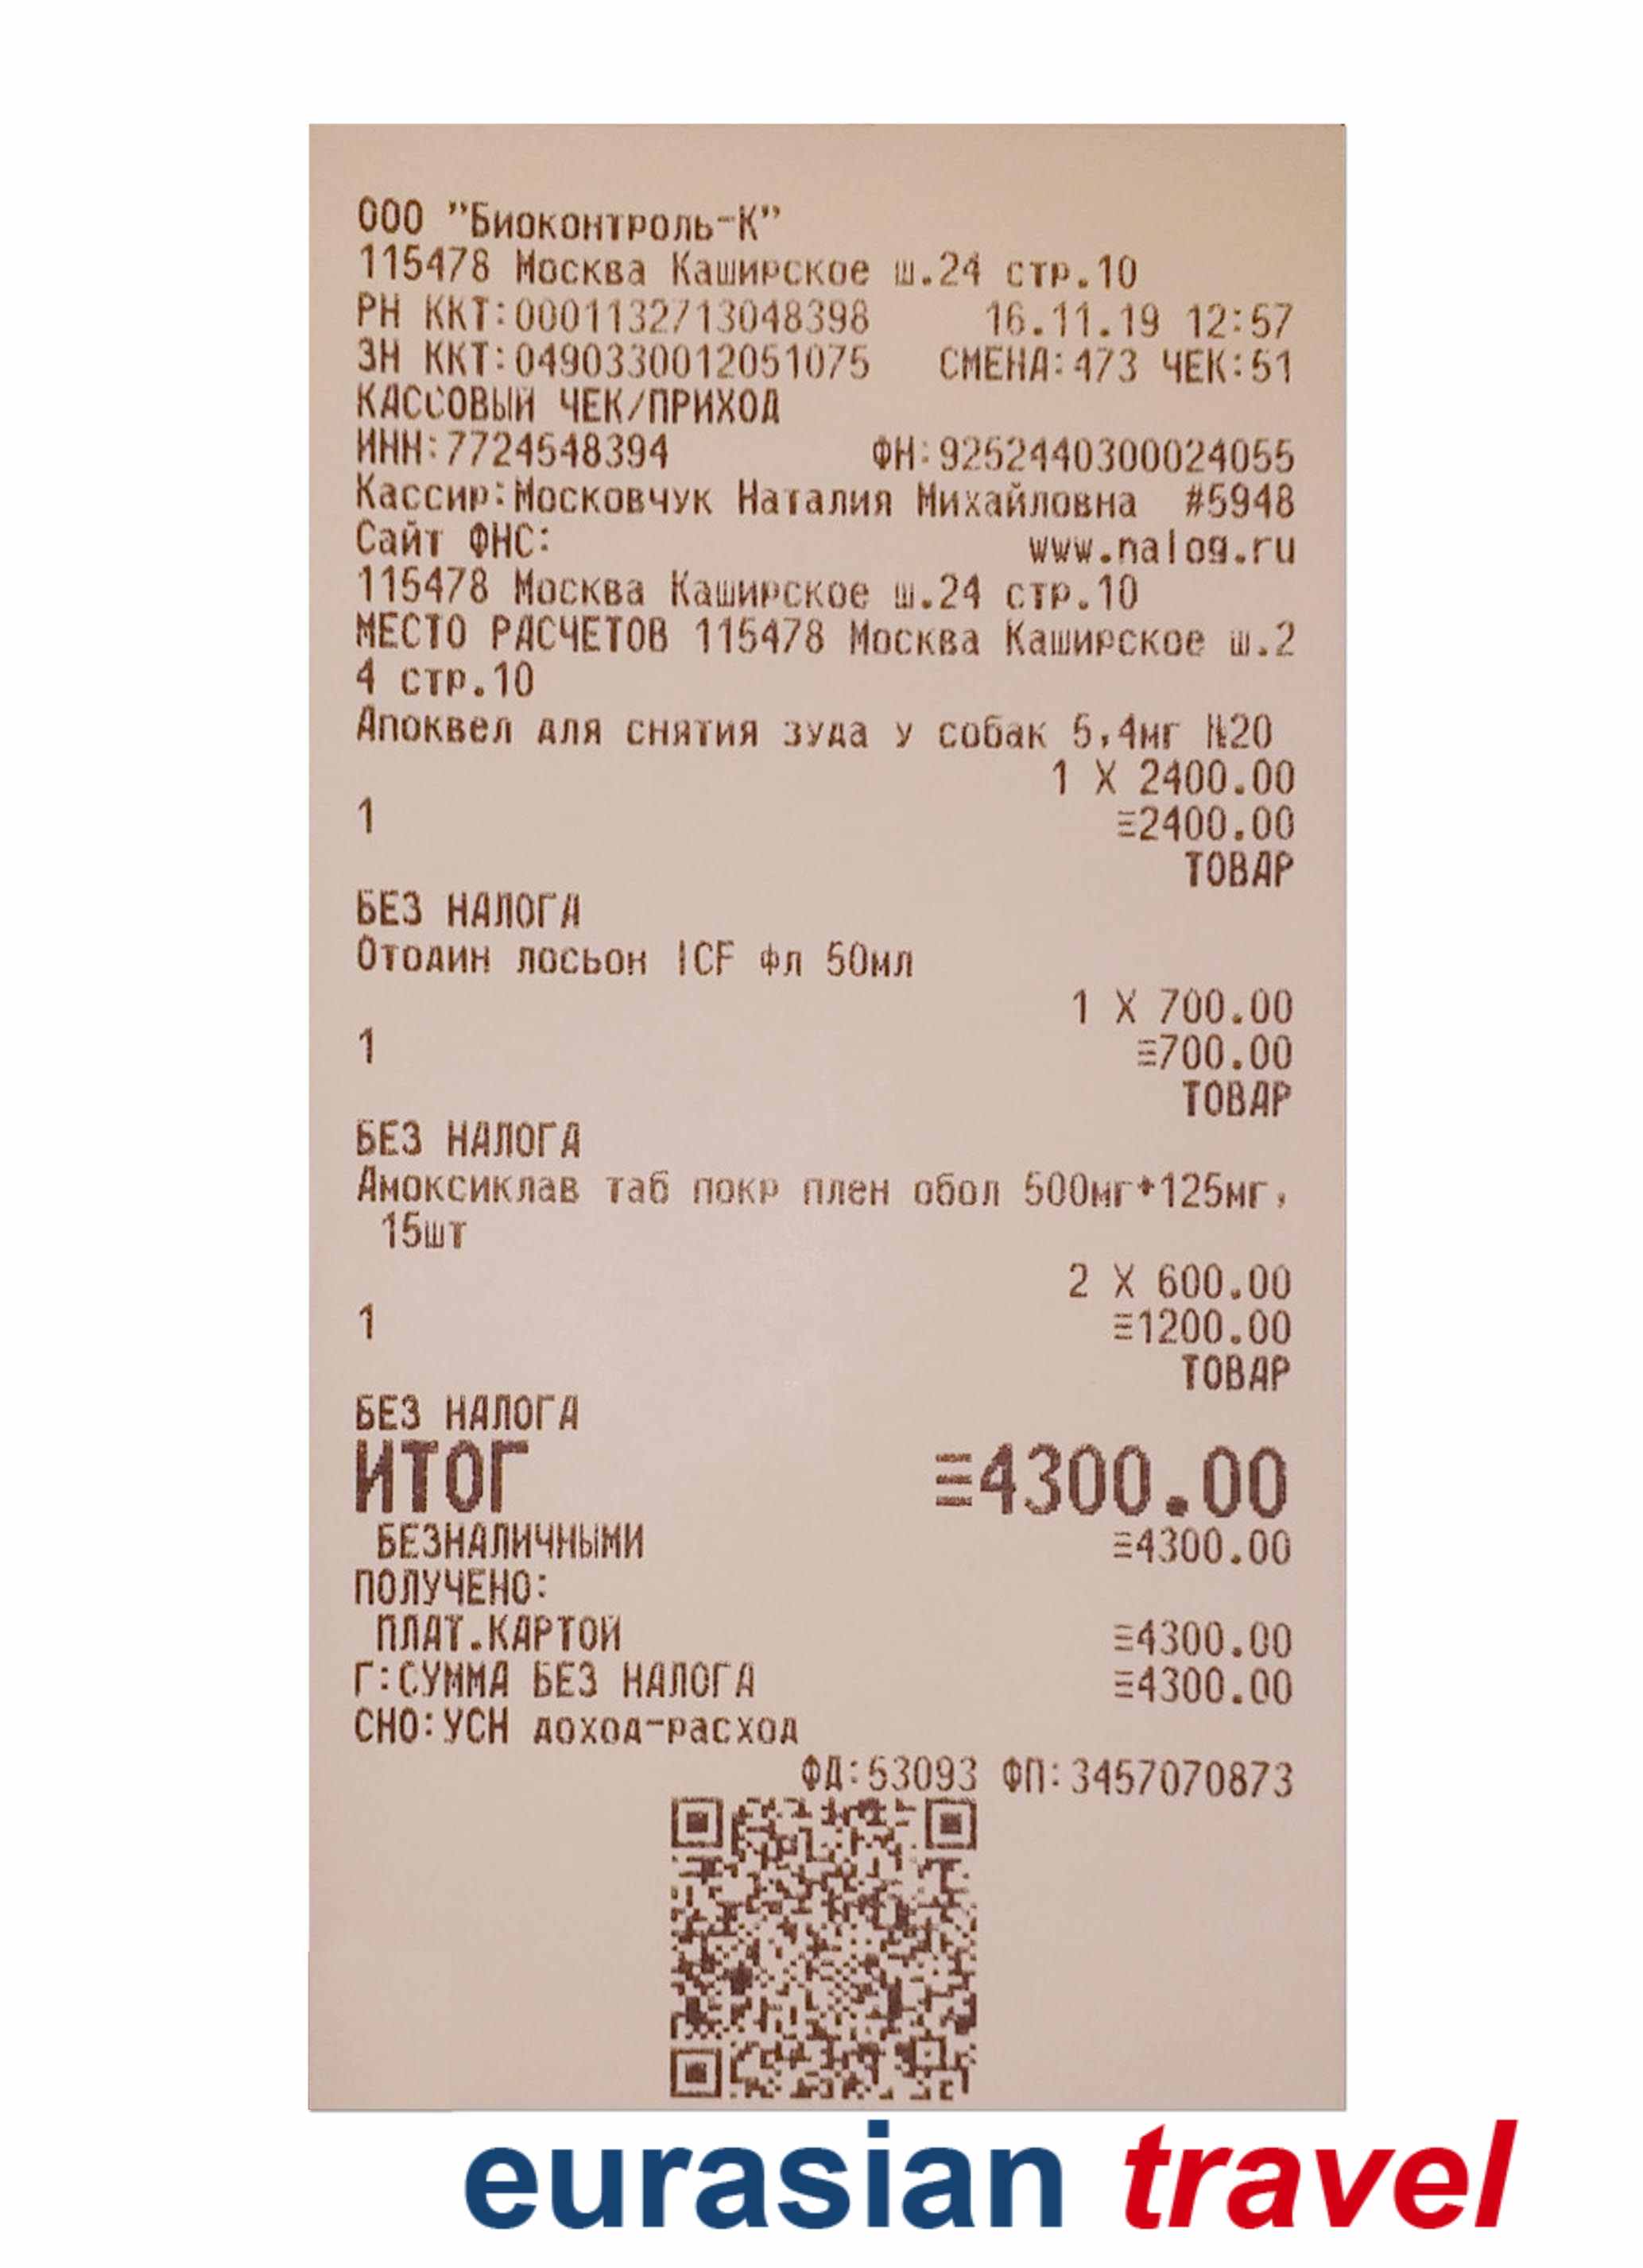 ООО "Биоконтроль-К"
115478 Москва Каширское ш.24 стр.10
РН ККТ:0001132713048398 16.11.19 12:57
ЗН ККТ:0490330012051075 СМЕНА:473 ЧЕК:51
КАССОВЫЙ ЧЕК/ПРИХОД
ИНН:7724548394 ФН:9252440300024055
Кассир:Московчук Наталия Михайловна #5948
Сайт ФНС: www.nalog.ru
115478 Москва Каширское ш.24 стр.10
МЕСТО РАСЧЕТОВ 115478 Москва Каширское ш.2
4 стр.10
Апоквел для снятия зуда у собак 5,4мг №20
1 X 2400.00
1 ≡2400.00
ТОВАР
БЕЗ НАЛОГА
Отодин лосьон ICF фл 50мл
1 X 700.00
1 ≡700.00
ТОВАР
БЕЗ НАЛОГА
Амоксиклав таб покр плен обол 500мг+125мг,
15шт
2 X 600.00
1 ≡1200.00
ТОВАР
БЕЗ НАЛОГА
ИТОГ ≡4300.00
БЕЗНАЛИЧНЫМИ ≡4300.00
ПОЛУЧЕНО:
ПЛАТ.КАРТОЙ ≡4300.00
Г:СУММА БЕЗ НАЛОГА ≡4300.00
СНО:УСН доход-расход
ФД:53093 ФП:3457070873
eurasian travel